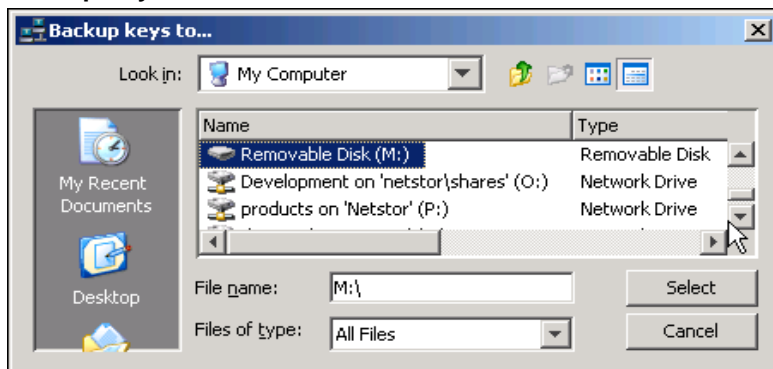 Backup keys to...
Look in:
My Computer
Name
Type
Removable Disk (M:)
Removable Disk
Development on 'netstor\shares' (O:)
Network Drive
products on 'Netstor' (P:)
Network Drive
My Recent
Documents
Desktop
File name:
M:\
Select
Files of type:
All Files
Cancel